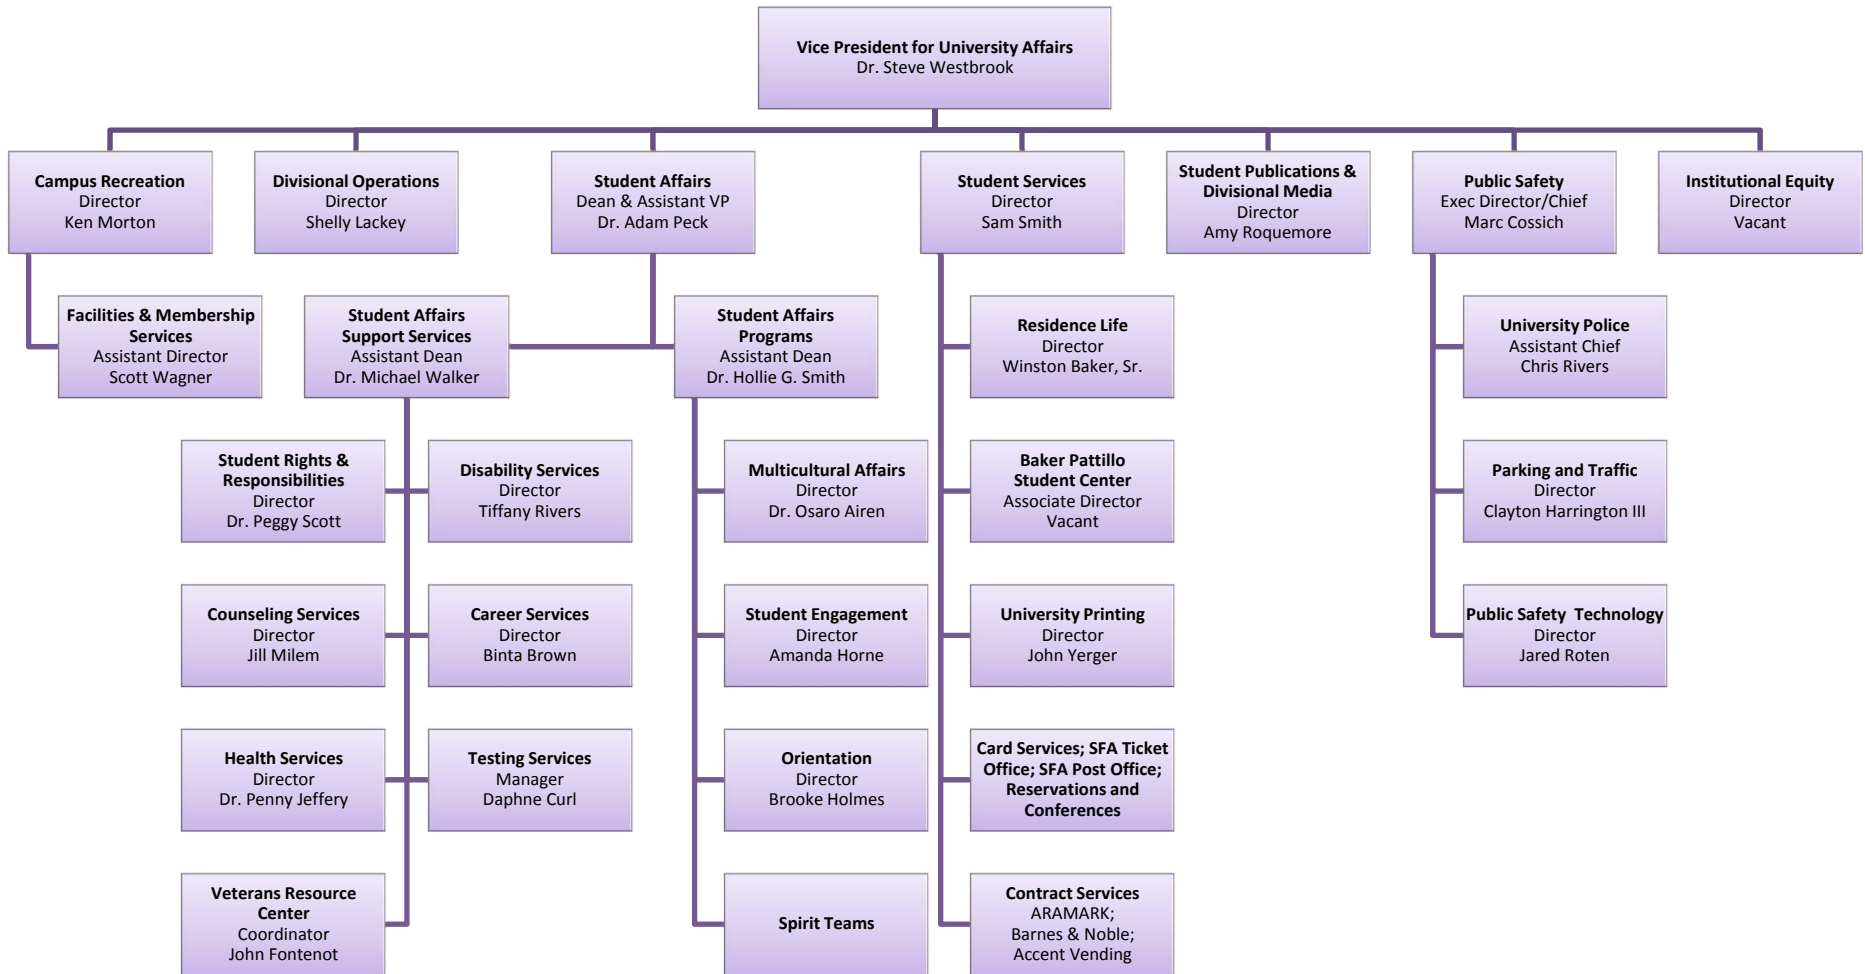 Vice President for University Affairs
Dr. Steve Westbrook
Campus Recreation
Director
Ken Morton
Divisional Operations
Director
Shelly Lackey
Student Affairs
Dean & Assistant VP
Dr. Adam Peck
Student Services
Director
Sam Smith
Student Publications &
Divisional Media
Director
Amy Roquemore
Public Safety
Exec Director/Chief
Marc Cossich
Institutional Equity
Director
Vacant
Facilities & Membership
Services
Assistant Director
Scott Wagner
Student Affairs
Support Services
Assistant Dean
Dr. Michael Walker
Student Affairs
Programs
Assistant Dean
Dr. Hollie G. Smith
Residence Life
Director
Winston Baker, Sr.
University Police
Assistant Chief
Chris Rivers
Student Rights &
Responsibilities
Director
Dr. Peggy Scott
Disability Services
Director
Tiffany Rivers
Multicultural Affairs
Director
Dr. Osaro Airen
Baker Pattillo
Student Center
Associate Director
Vacant
Parking and Traffic
Director
Clayton Harrington III
Counseling Services
Director
Jill Milem
Career Services
Director
Binta Brown
Student Engagement
Director
Amanda Horne
University Printing
Director
John Yerger
Public Safety Technology
Director
Jared Roten
Health Services
Director
Dr. Penny Jeffery
Testing Services
Manager
Daphne Curl
Orientation
Director
Brooke Holmes
Card Services; SFA Ticket
Office; SFA Post Office;
Reservations and
Conferences
Veterans Resource
Center
Coordinator
John Fontenot
Spirit Teams
Contract Services
ARAMARK;
Barnes & Noble;
Accent Vending